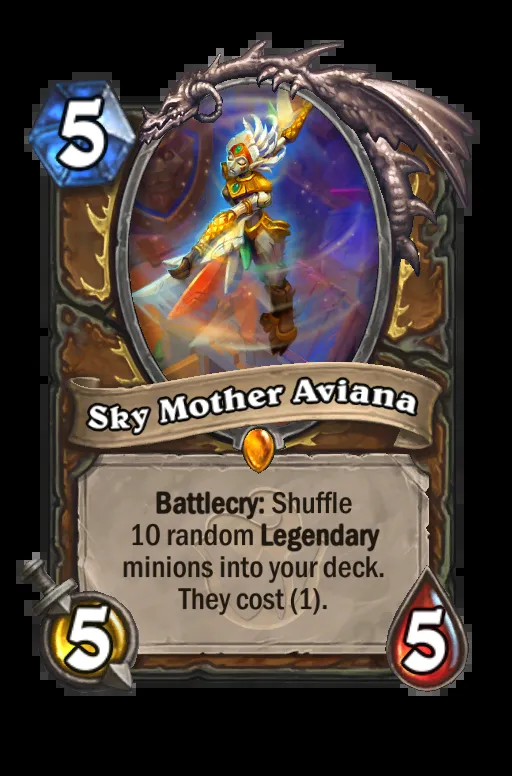 5
Sky Mother Aviana
Battlecry: Shuffle
10 random Legendary
minions into your deck.
They cost (1).
5
5